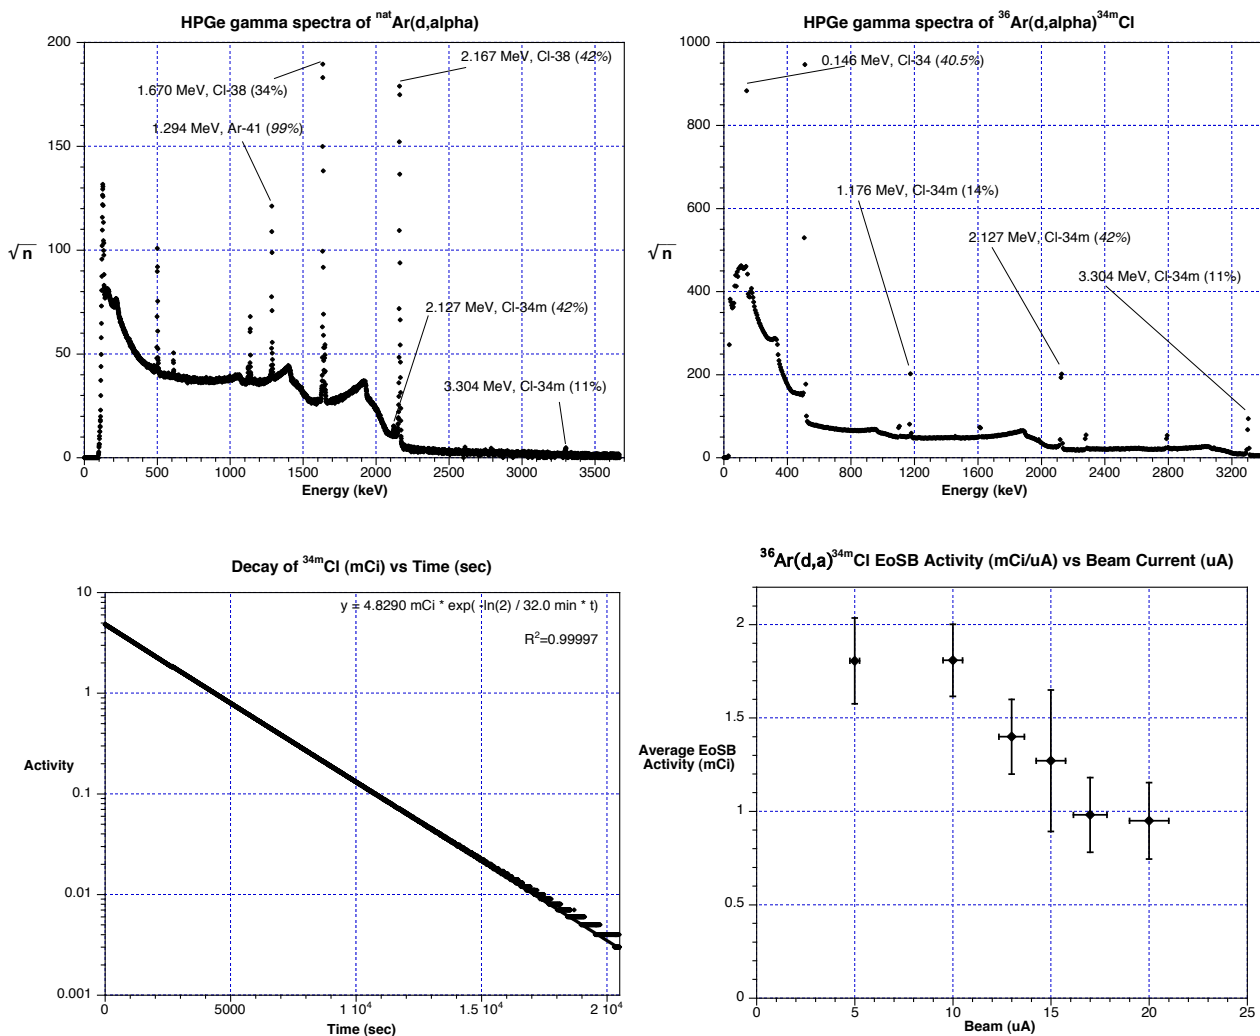 HPGe gamma spectra of natAr(d,alpha)
200
150
100
50
0
√n
2.167 MeV, Cl-38 (42%)
1.670 MeV, Cl-38 (34%)
1.294 MeV, Ar-41 (99%)
2.127 MeV, Cl-34m (42%)
3.304 MeV, Cl-34m (11%)
0 500 1000 1500 2000 2500 3000 3500
Energy (keV)
HPGe gamma spectra of 36Ar(d,alpha)34mCl
1000
800
600
400
200
0
√n
0.146 MeV, Cl-34 (40.5%)
1.176 MeV, Cl-34m (14%)
2.127 MeV, Cl-34m (42%)
3.304 MeV, Cl-34m (11%)
0 400 800 1200 1600 2000 2400 2800 3200
Energy (keV)
Decay of 34mCl (mCi) vs Time (sec)
10
1
0.1
0.01
0.001
Activity
y = 4.8290 mCi * exp( -ln(2) / 32.0 min * t)
R2=0.99997
0 5000 1 104 1.5 104 2 104
Time (sec)
36Ar(d,a)34mCl EoSB Activity (mCi/uA) vs Beam Current (uA)
2
1.5
1
0.5
0
Average EoSB
Activity (mCi)
0 5 10 15 20 25
Beam (uA)